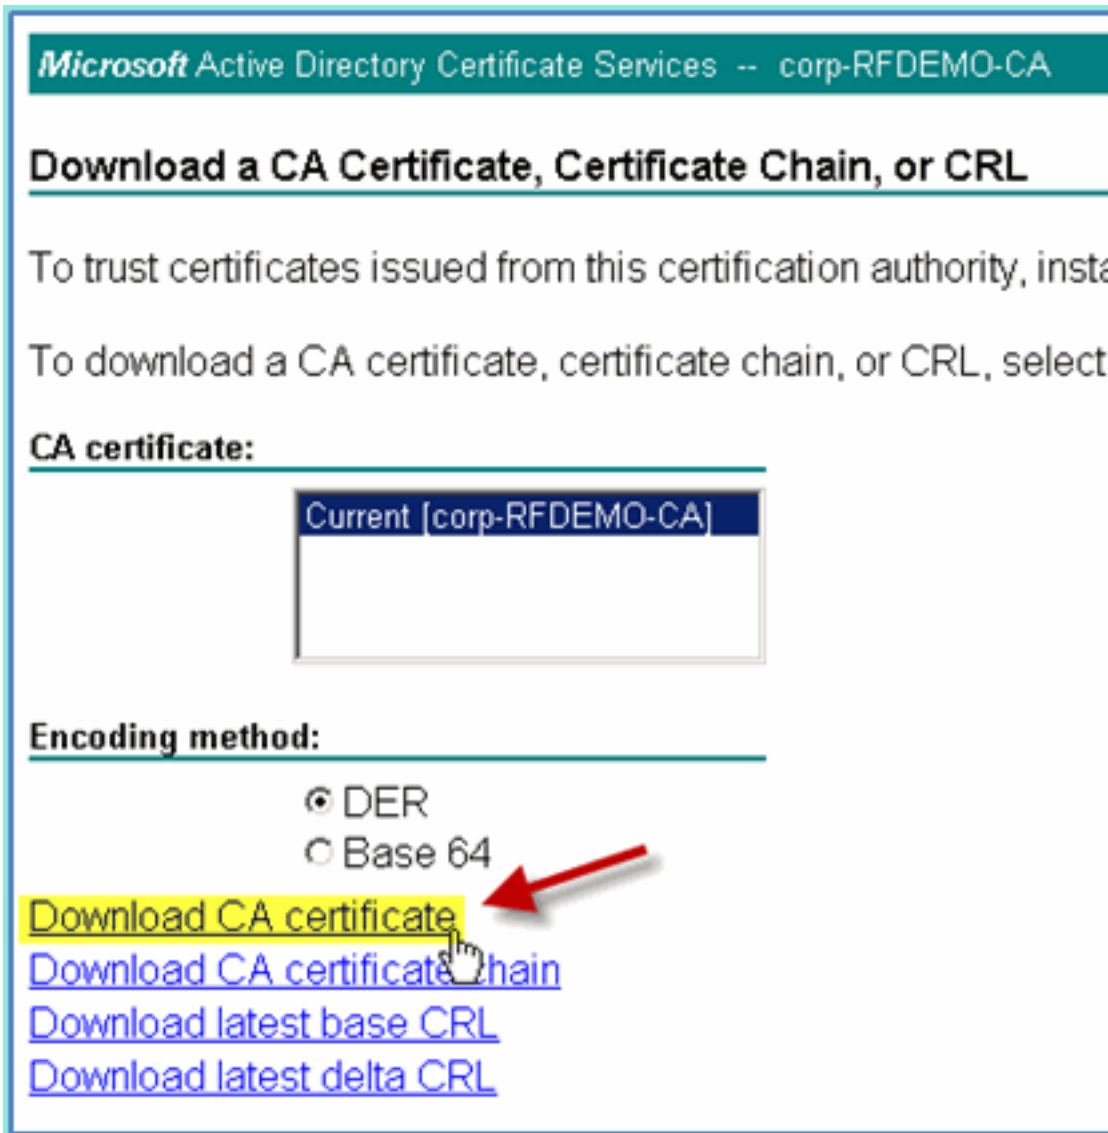 Microsoft Active Directory Certificate Services -- corp-RFDEMO-CA
Download a CA Certificate, Certificate Chain, or CRL
To trust certificates issued from this certification authority, insta
To download a CA certificate, certificate chain, or CRL, select
CA certificate:
Current [corp-RFDEMO-CA]
Encoding method:
DER
Base 64
Download CA certificate
Download CA certificate chain
Download latest base CRL
Download latest delta CRL